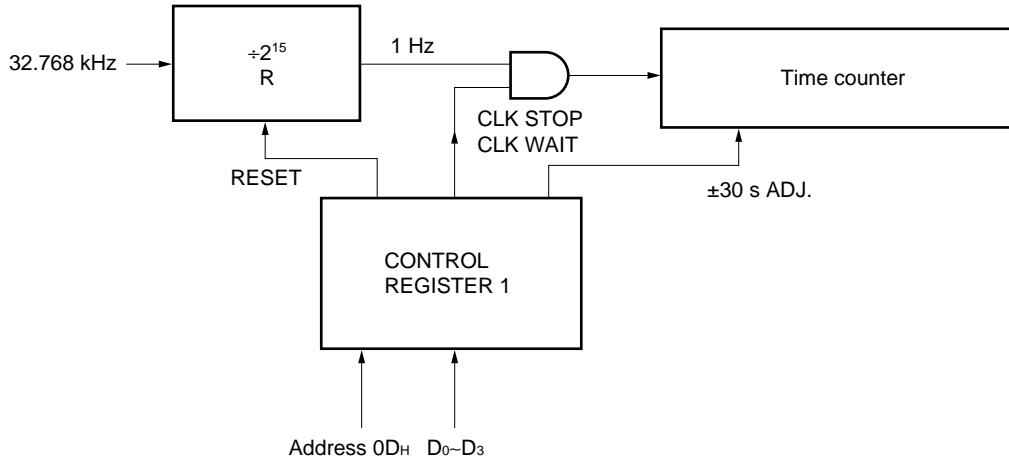 32.768 kHz
÷2¹⁵
R
1 Hz
CLK STOP
CLK WAIT
Time counter
RESET
±30 s ADJ.
CONTROL
REGISTER 1
Address 0DH D0~D3